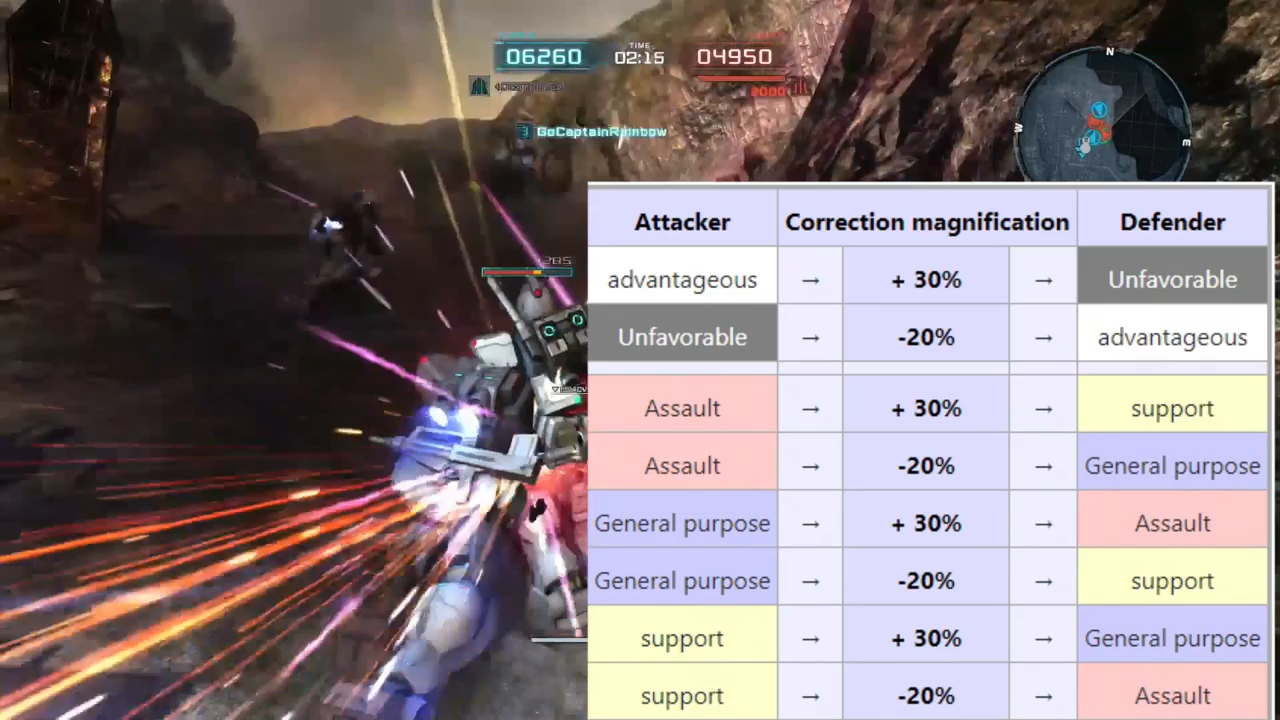 TIME
06260 02:15 04950
2000
N
W
E
GoCaptainRainbow
285
Attacker Correction magnification Defender
advantageous → + 30% → Unfavorable
Unfavorable → -20% → advantageous
Assault → + 30% → support
Assault → -20% → General purpose
General purpose → + 30% → Assault
General purpose → -20% → support
support → + 30% → General purpose
support → -20% → Assault